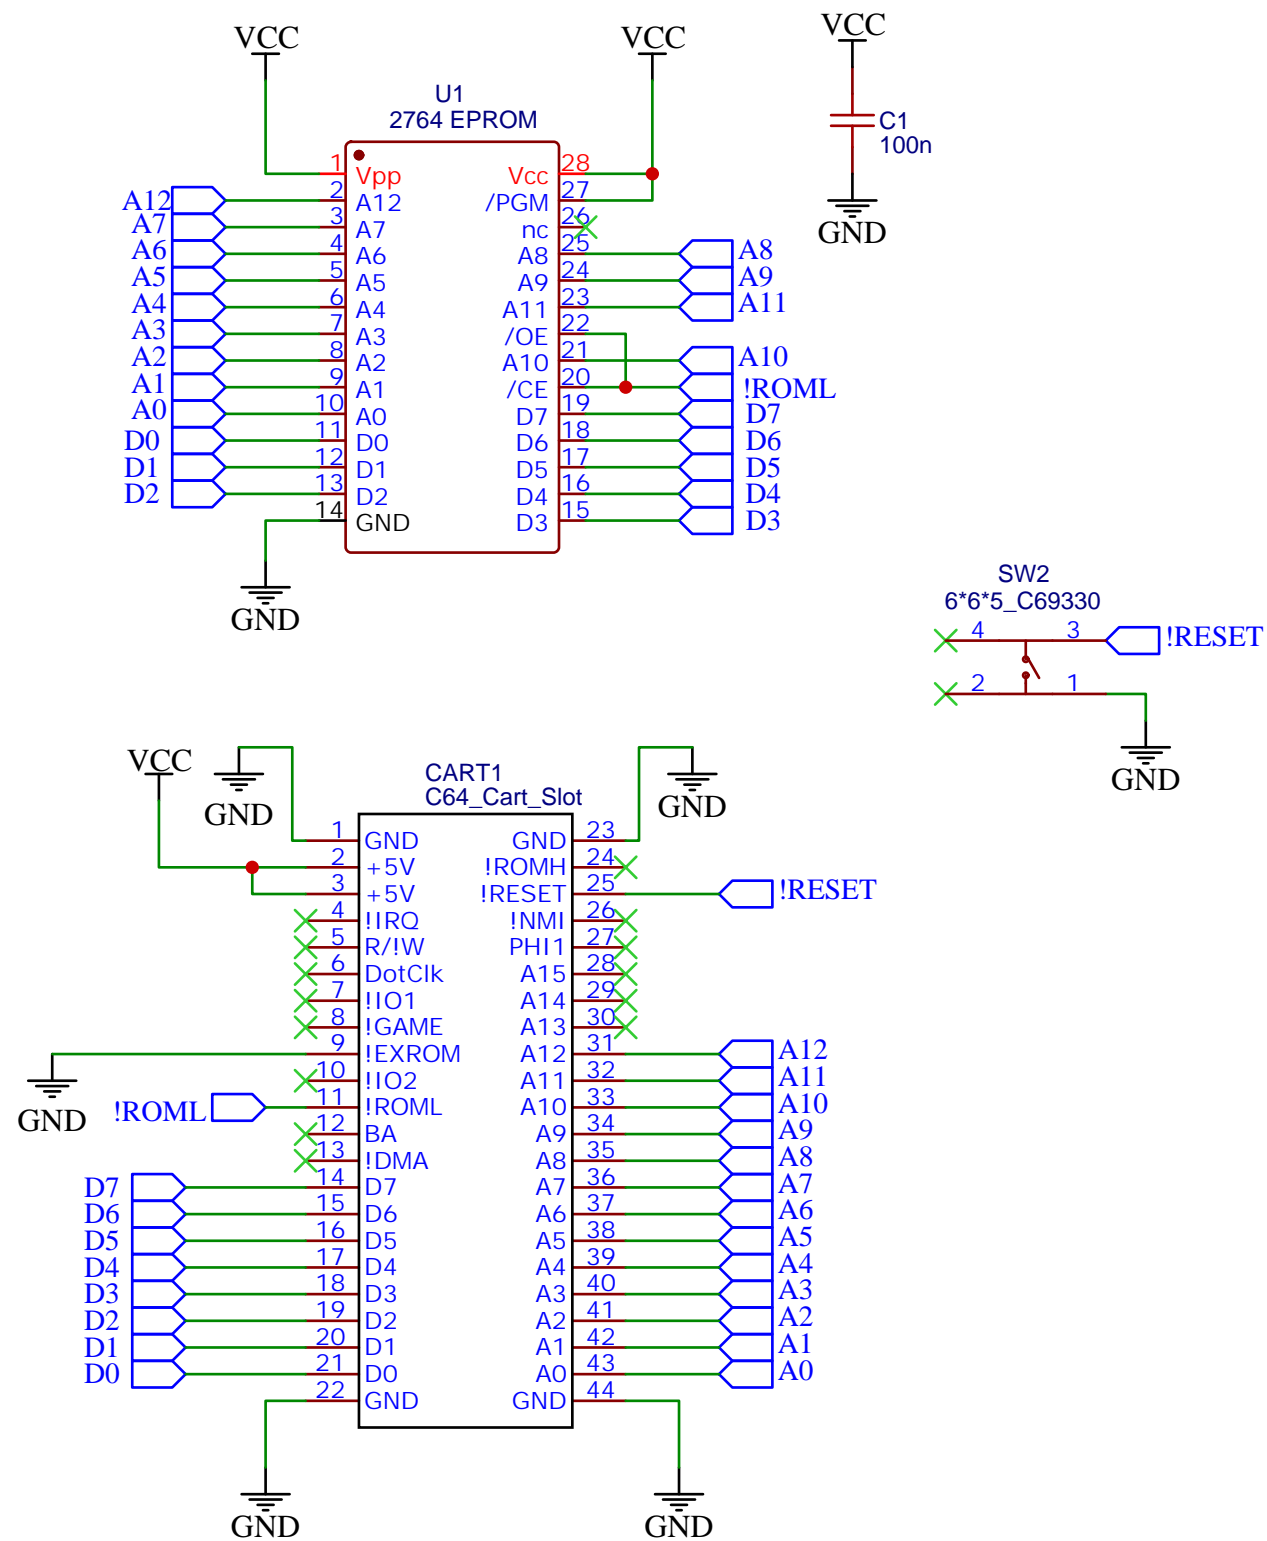 VCC
VCC
VCC
U1
2764 EPROM
C1
100n
GND
1 Vpp
2 A12
3 A7
4 A6
5 A5
6 A4
7 A3
8 A2
9 A1
10 A0
11 D0
12 D1
13 D2
14 GND
28 Vcc
27 /PGM
26 nc
25 A8
24 A9
23 A11
22 /OE
21 A10
20 /CE
19 D7
18 D6
17 D5
16 D4
15 D3
A12
A7
A6
A5
A4
A3
A2
A1
A0
D0
D1
D2
A8
A9
A11
A10
!ROML
D7
D6
D5
D4
D3
GND
SW2
6*6*5_C69330
4 3
!RESET
2 1
GND
VCC
GND
GND
CART1
C64_Cart_Slot
1 GND
2 +5V
3 +5V
4 !IRQ
5 R/!W
6 DotClk
7 !IO1
8 !GAME
9 !EXROM
10 !IO2
11 !ROML
12 BA
13 !DMA
14 D7
15 D6
16 D5
17 D4
18 D3
19 D2
20 D1
21 D0
22 GND
GND 23
!ROMH 24
!RESET 25
!NMI 26
PHI1 27
A15 28
A14 29
A13 30
A12 31
A11 32
A10 33
A9 34
A8 35
A7 36
A6 37
A5 38
A4 39
A3 40
A2 41
A1 42
A0 43
GND 44
!RESET
GND
!ROML
D7
D6
D5
D4
D3
D2
D1
D0
A12
A11
A10
A9
A8
A7
A6
A5
A4
A3
A2
A1
A0
GND
GND